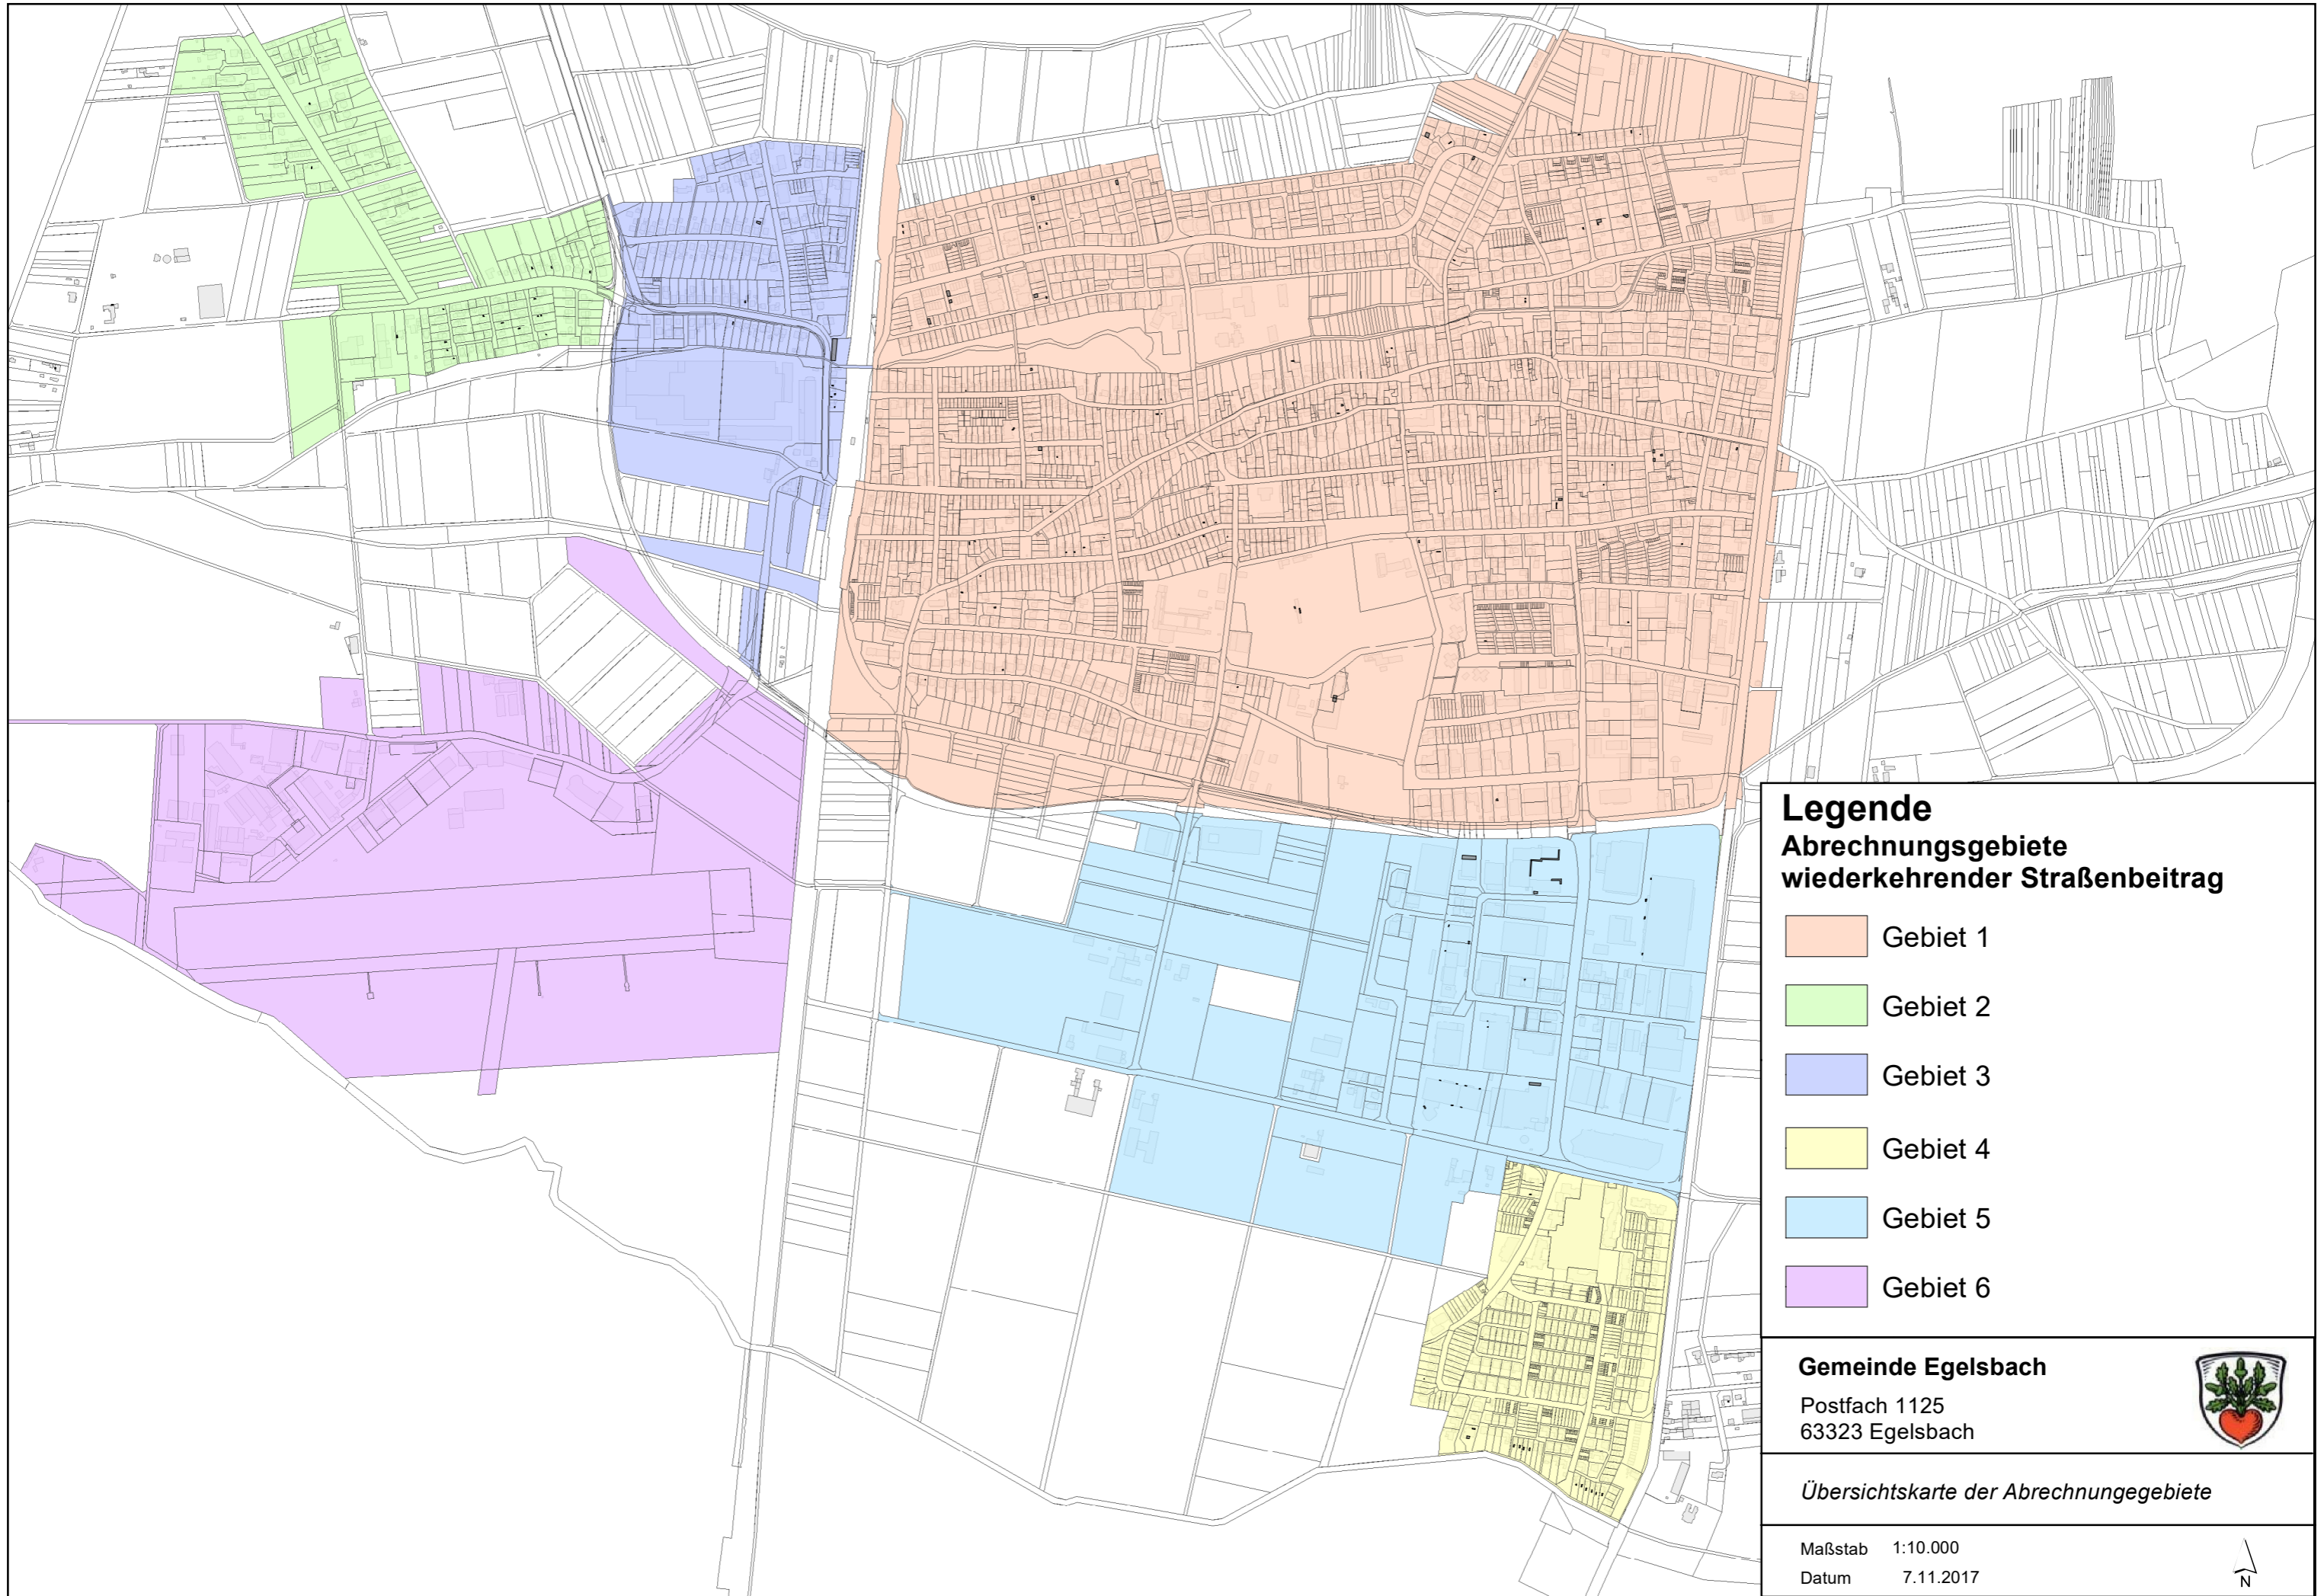 Legende
Abrechnungsgebiete
wiederkehrender Straßenbeitrag
Gebiet 1
Gebiet 2
Gebiet 3
Gebiet 4
Gebiet 5
Gebiet 6
Gemeinde Egelsbach
Postfach 1125
63323 Egelsbach
Übersichtskarte der Abrechnungegebiete
Maßstab 1:10.000
Datum 7.11.2017
N